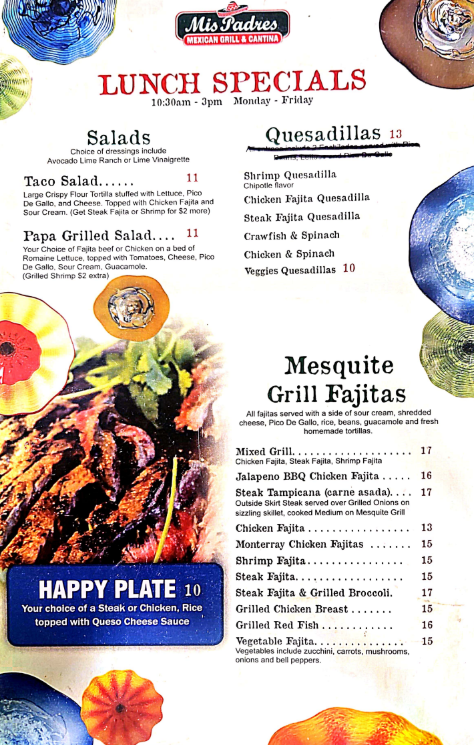 Mis Padres
MEXICAN GRILL & CANTINA
LUNCH SPECIALS
10:30am - 3pm Monday - Friday
Salads
Choice of dressings include
Avocado Lime Ranch or Lime Vinaigrette
Taco Salad...... 11
Large Crispy Flour Tortilla stuffed with Lettuce, Pico
De Gallo, and Cheese. Topped with Chicken Fajita and
Sour Cream. (Get Steak Fajita or Shrimp for $2 more)
Papa Grilled Salad.... 11
Your Choice of Fajita beef or Chicken on a bed of
Romaine Lettuce, topped with Tomatoes, Cheese, Pico
De Gallo, Sour Cream, Guacamole.
(Grilled Shrimp $2 extra)
HAPPY PLATE 10
Your choice of a Steak or Chicken, Rice
topped with Queso Cheese Sauce
Quesadillas 13
Shrimp Quesadilla
Chipotle flavor
Chicken Fajita Quesadilla
Steak Fajita Quesadilla
Crawfish & Spinach
Chicken & Spinach
Veggies Quesadillas 10
Mesquite
Grill Fajitas
All fajitas served with a side of sour cream, shredded
cheese, Pico De Gallo, rice, beans, guacamole and fresh
homemade tortillas.
Mixed Grill.................... 17
Chicken Fajita, Steak Fajita, Shrimp Fajita
Jalapeno BBQ Chicken Fajita ..... 16
Steak Tampicana (carne asada).... 17
Outside Skirt Steak served over Grilled Onions on
sizzling skillet, cooked Medium on Mesquite Grill
Chicken Fajita ................. 13
Monterray Chicken Fajitas ....... 15
Shrimp Fajita................ 15
Steak Fajita.................. 15
Steak Fajita & Grilled Broccoli. 17
Grilled Chicken Breast ....... 15
Grilled Red Fish ............ 16
Vegetable Fajita............... 15
Vegetables include zucchini, carrots, mushrooms,
onions and bell peppers.